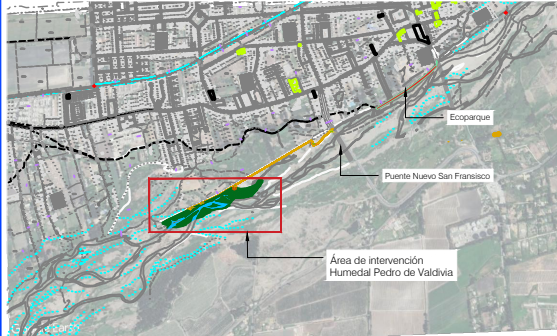 Ecoparque
Puente Nuevo San Fransisco
Área de intervención
Humedal Pedro de Valdivia